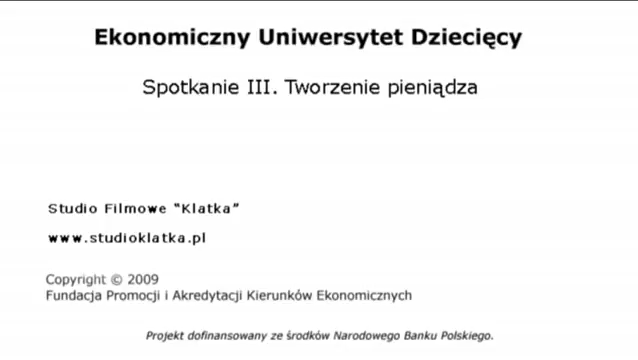 Ekonomiczny Uniwersytet Dziecięcy
Spotkanie III. Tworzenie pieniądza
Studio Filmowe "Klatka"
www.studioklatka.pl
Copyright © 2009
Fundacja Promocji i Akredytacji Kierunków Ekonomicznych
Projekt dofinansowany ze środków Narodowego Banku Polskiego.